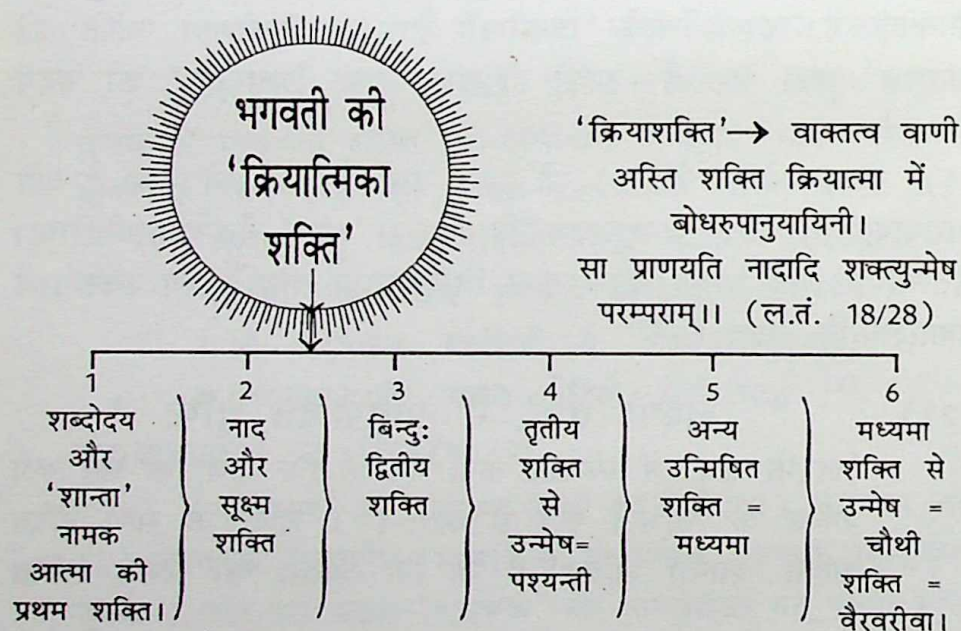 भगवती की
‘क्रियात्मिका
शक्ति’
‘क्रियाशक्ति’→ वाक्तत्व वाणी
अस्ति शक्ति क्रियात्मा में
बोधरुपानुयायिनी।
सा प्राणयति नादादि शक्त्युन्मेष
परम्पराम्।। (ल.तं. 18/28)
1 2 3 4 5 6
शब्दोदय
और
‘शान्ता’
नामक
आत्मा की
प्रथम शक्ति।
नाद
और
सूक्ष्म
शक्ति
बिन्दु:
द्वितीय
शक्ति
तृतीय
शक्ति
से
उन्मेष=
पश्यन्ती
अन्य
उन्मिषित
शक्ति =
मध्यमा
मध्यमा
शक्ति से
उन्मेष =
चौथी
शक्ति =
वैरवरीवा।